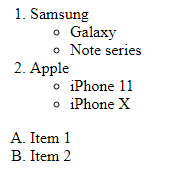 1. Samsung
○ Galaxy
○ Note series
2. Apple
○ iPhone 11
○ iPhone X
A. Item 1
B. Item 2